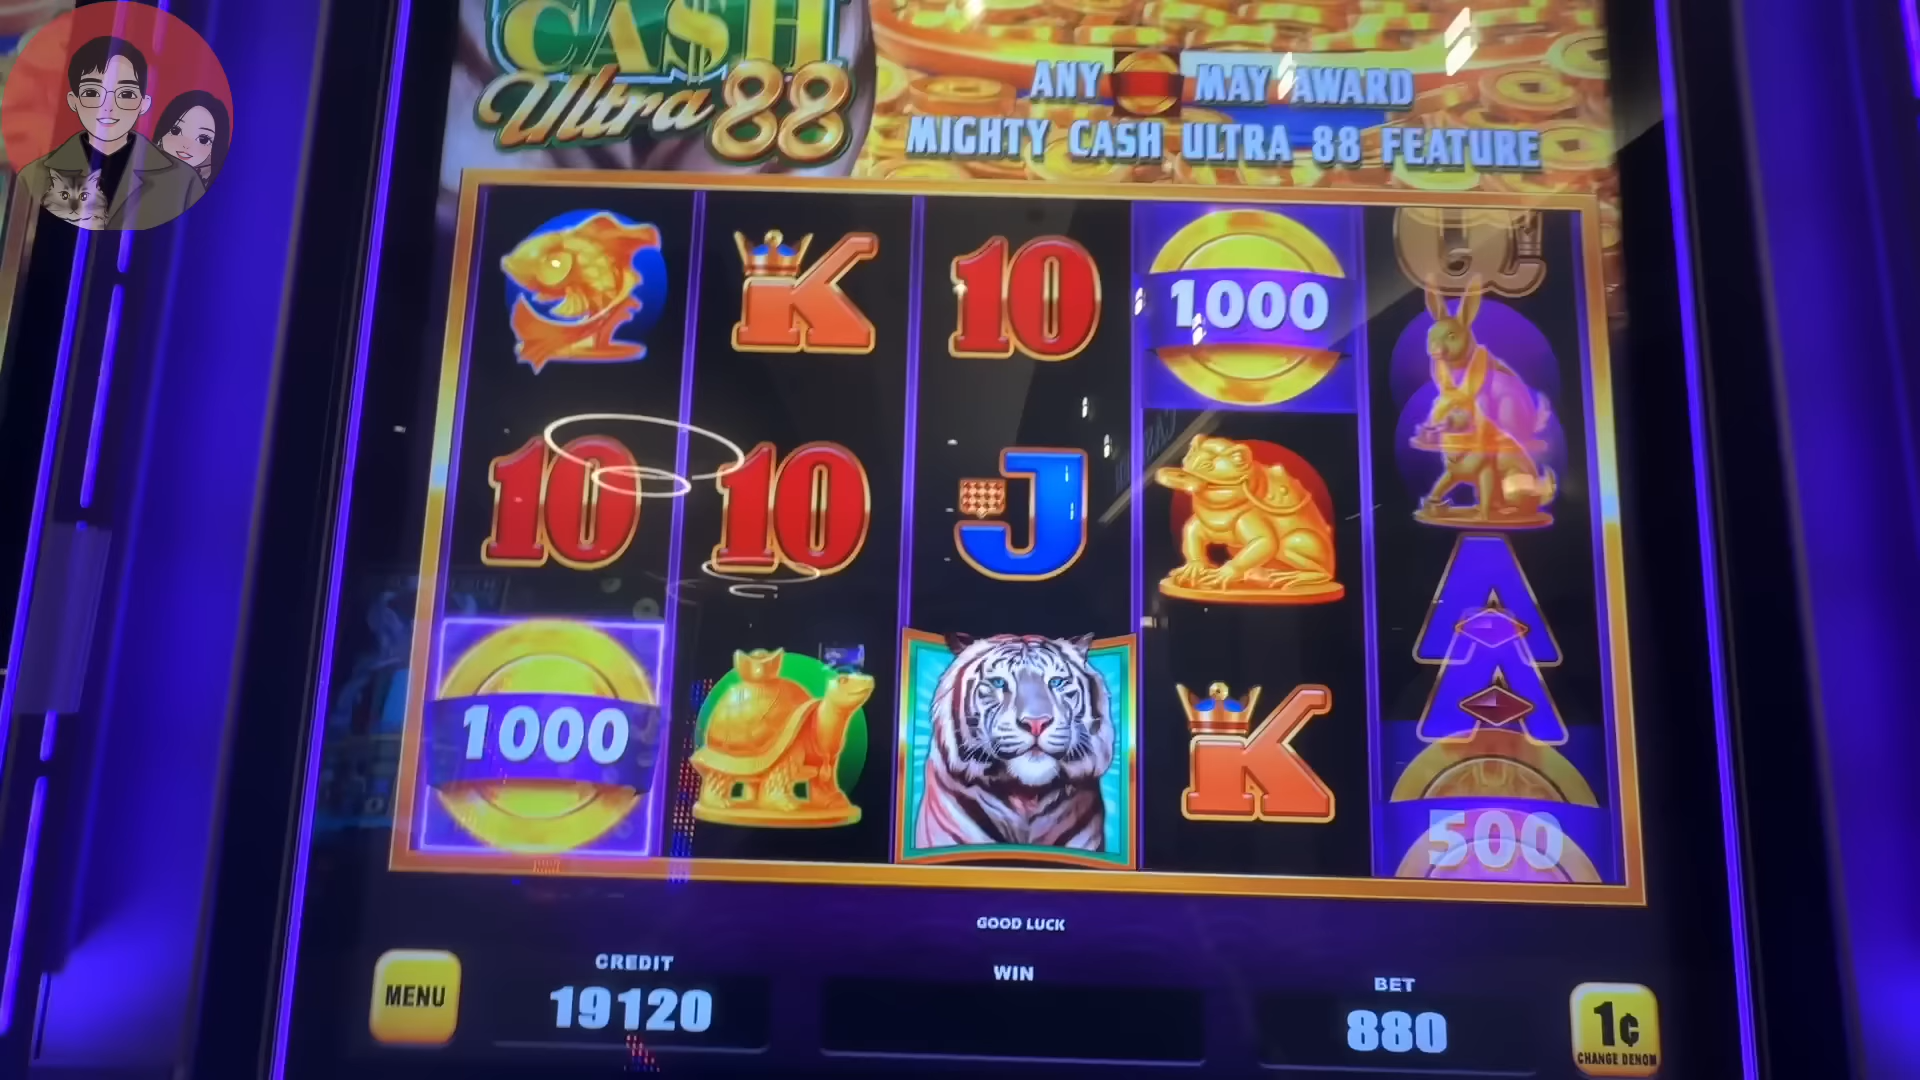 CA$H
Ultra 88
ANY MAY AWARD
MIGHTY CASH ULTRA 88 FEATURE
K
10
1000
10
10
J
1000
K
A
A
500
GOOD LUCK
MENU
CREDIT
19120
WIN
BET
880
1¢
CHANGE DENOM